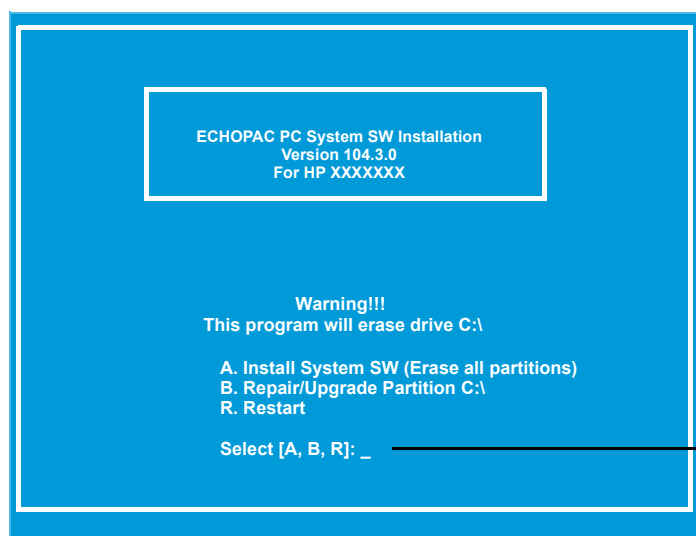 ECHOPAC PC System SW Installation
Version 104.3.0
For HP XXXXXXX
Warning!!!
This program will erase drive C:\
A. Install System SW (Erase all partitions)
B. Repair/Upgrade Partition C:\
R. Restart
Select [A, B, R]: _